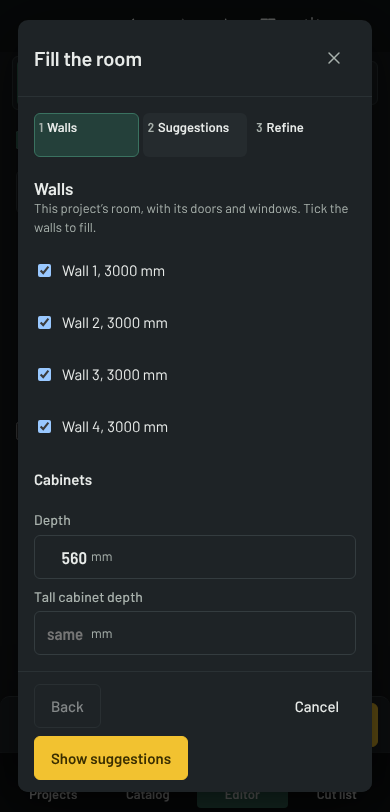 Fill the room
1 Walls
2 Suggestions
3 Refine
Walls
This project's room, with its doors and windows. Tick the
walls to fill.
Wall 1, 3000 mm
Wall 2, 3000 mm
Wall 3, 3000 mm
Wall 4, 3000 mm
Cabinets
Depth
560 mm
Tall cabinet depth
same mm
Back
Cancel
Show suggestions
Projects
Catalog
Editor
Cut list